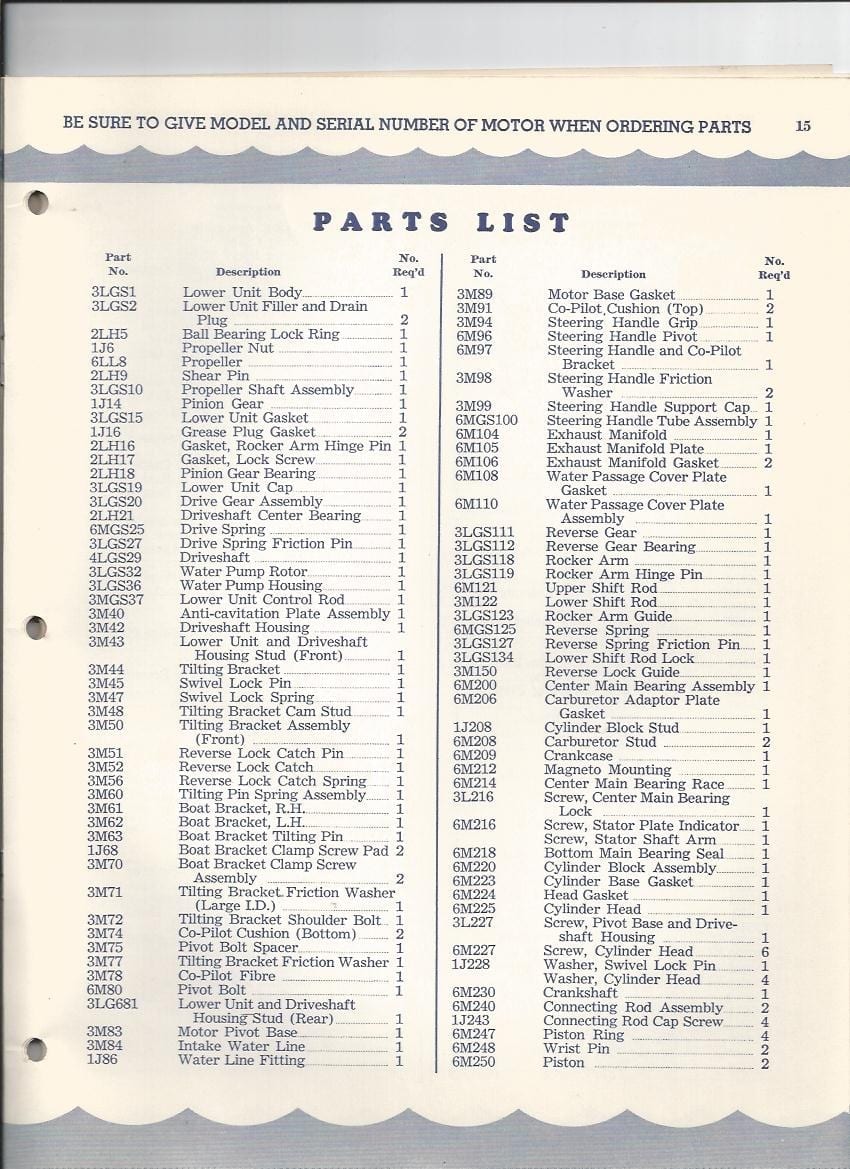 BE SURE TO GIVE MODEL AND SERIAL NUMBER OF MOTOR WHEN ORDERING PARTS 15
PARTS LIST
Part No. Description No. Req'd
3LGS1 Lower Unit Body 1
3LGS2 Lower Unit Filler and Drain
Plug 2
2LH5 Ball Bearing Lock Ring 1
1J6 Propeller Nut 1
6LL8 Propeller 1
2LH9 Shear Pin 1
3LGS10 Propeller Shaft Assembly 1
1J14 Pinion Gear 1
3LGS15 Lower Unit Gasket 1
1J16 Grease Plug Gasket 2
2LH16 Gasket, Rocker Arm Hinge Pin 1
2LH17 Gasket, Lock Screw 1
2LH18 Pinion Gear Bearing 1
3LGS19 Lower Unit Cap 1
3LGS20 Drive Gear Assembly 1
2LH21 Driveshaft Center Bearing 1
6MGS25 Drive Spring 1
3LGS27 Drive Spring Friction Pin 1
4LGS29 Driveshaft 1
3LGS32 Water Pump Rotor 1
3LGS36 Water Pump Housing 1
3MGS37 Lower Unit Control Rod 1
3M40 Anti-cavitation Plate Assembly 1
3M42 Driveshaft Housing 1
3M43 Lower Unit and Driveshaft
Housing Stud (Front) 1
3M44 Tilting Bracket 1
3M45 Swivel Lock Pin 1
3M47 Swivel Lock Spring 1
3M48 Tilting Bracket Cam Stud 1
3M50 Tilting Bracket Assembly
(Front) 1
3M51 Reverse Lock Catch Pin 1
3M52 Reverse Lock Catch 1
3M56 Reverse Lock Catch Spring 1
3M60 Tilting Pin Spring Assembly 1
3M61 Boat Bracket, R.H. 1
3M62 Boat Bracket, L.H. 1
3M63 Boat Bracket Tilting Pin 1
1J68 Boat Bracket Clamp Screw Pad 2
3M70 Boat Bracket Clamp Screw
Assembly 2
3M71 Tilting Bracket Friction Washer
(Large I.D.) 1
3M72 Tilting Bracket Shoulder Bolt 1
3M74 Co-Pilot Cushion (Bottom) 2
3M75 Pivot Bolt Spacer 1
3M77 Tilting Bracket Friction Washer 1
3M78 Co-Pilot Fibre 1
6M80 Pivot Bolt 1
3LG681 Lower Unit and Driveshaft
Housing Stud (Rear) 1
3M83 Motor Pivot Base 1
3M84 Intake Water Line 1
1J86 Water Line Fitting 1
Part No. Description No. Req'd
3M89 Motor Base Gasket 1
3M91 Co-Pilot Cushion (Top) 2
3M94 Steering Handle Grip 1
6M96 Steering Handle Pivot 1
6M97 Steering Handle and Co-Pilot
Bracket 1
3M98 Steering Handle Friction
Washer 2
3M99 Steering Handle Support Cap 1
6MGS100 Steering Handle Tube Assembly 1
6M104 Exhaust Manifold 1
6M105 Exhaust Manifold Plate 1
6M106 Exhaust Manifold Gasket 2
6M108 Water Passage Cover Plate
Gasket 1
6M110 Water Passage Cover Plate
Assembly 1
3LGS111 Reverse Gear 1
3LGS112 Reverse Gear Bearing 1
3LGS118 Rocker Arm 1
3LGS119 Rocker Arm Hinge Pin 1
6M121 Upper Shift Rod 1
3M122 Lower Shift Rod 1
3LGS123 Rocker Arm Guide 1
6MGS125 Reverse Spring 1
3LGS127 Reverse Spring Friction Pin 1
3LGS134 Lower Shift Rod Lock 1
3M150 Reverse Lock Guide 1
6M200 Center Main Bearing Assembly 1
6M206 Carburetor Adaptor Plate
Gasket 1
1J208 Cylinder Block Stud 1
6M208 Carburetor Stud 2
6M209 Crankcase 1
6M212 Magneto Mounting 1
6M214 Center Main Bearing Race 1
3L216 Screw, Center Main Bearing
Lock 1
6M216 Screw, Stator Plate Indicator 1
Screw, Stator Shaft Arm 1
6M218 Bottom Main Bearing Seal 1
6M220 Cylinder Block Assembly 1
6M223 Cylinder Base Gasket 1
6M224 Head Gasket 1
6M225 Cylinder Head 1
3L227 Screw, Pivot Base and Drive-
shaft Housing 1
6M227 Screw, Cylinder Head 6
1J228 Washer, Swivel Lock Pin 1
Washer, Cylinder Head 4
6M230 Crankshaft 1
6M240 Connecting Rod Assembly 2
1J243 Connecting Rod Cap Screw 4
6M247 Piston Ring 4
6M248 Wrist Pin 2
6M250 Piston 2